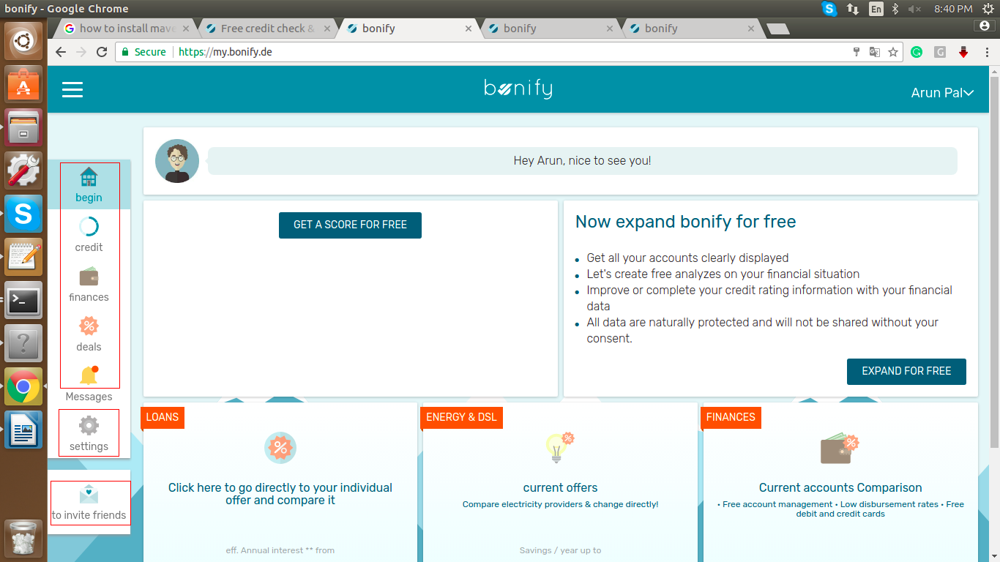 bonify - Google Chrome
En
8:40 PM
how to install mave
Free credit check &
bonify
bonify
bonify
Secure
https://my.bonify.de
bonify
Arun Pal
Hey Arun, nice to see you!
begin
credit
finances
deals
Messages
settings
to invite friends
GET A SCORE FOR FREE
Now expand bonify for free
• Get all your accounts clearly displayed
• Let's create free analyzes on your financial situation
• Improve or complete your credit rating information with your financial
data
• All data are naturally protected and will not be shared without your
consent.
EXPAND FOR FREE
LOANS
Click here to go directly to your individual
offer and compare it
eff. Annual interest ** from
ENERGY & DSL
current offers
Compare electricity providers & change directly!
Savings / year up to
FINANCES
Current accounts Comparison
• Free account management • Low disbursement rates • Free
debit and credit cards